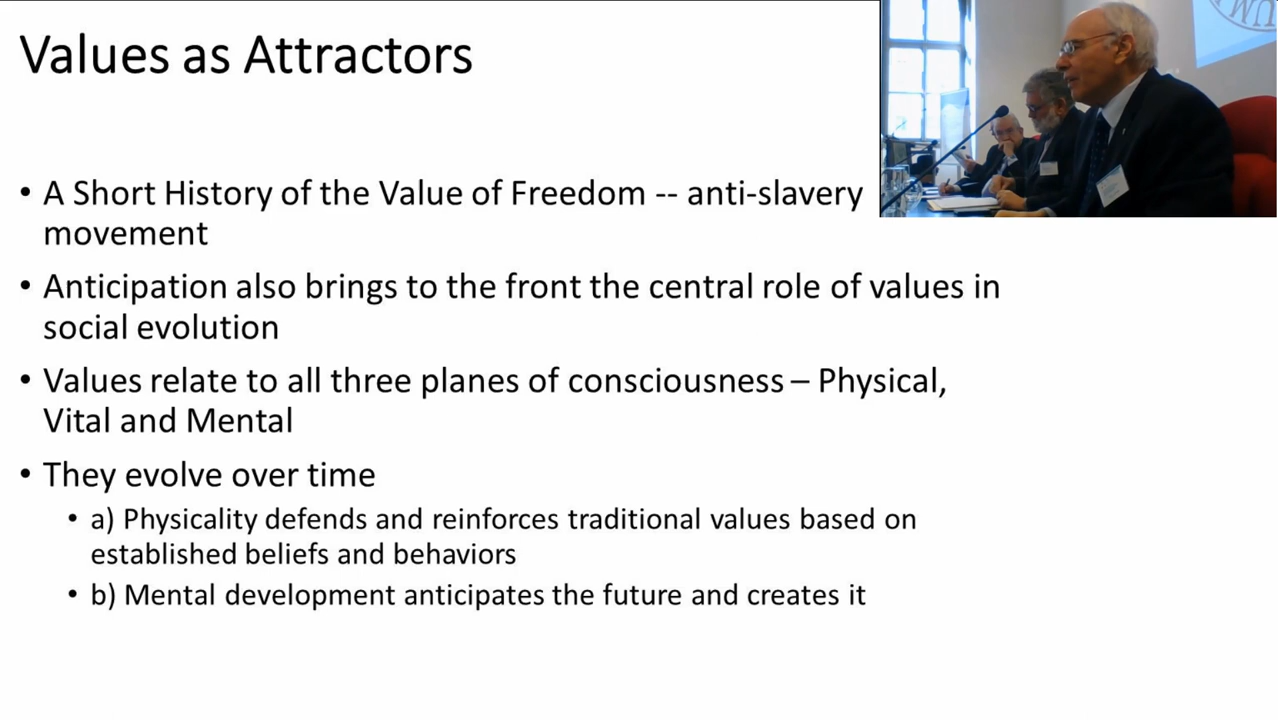 Values as Attractors
• A Short History of the Value of Freedom -- anti-slavery
movement
• Anticipation also brings to the front the central role of values in
social evolution
• Values relate to all three planes of consciousness – Physical,
Vital and Mental
• They evolve over time
• a) Physicality defends and reinforces traditional values based on
established beliefs and behaviors
• b) Mental development anticipates the future and creates it